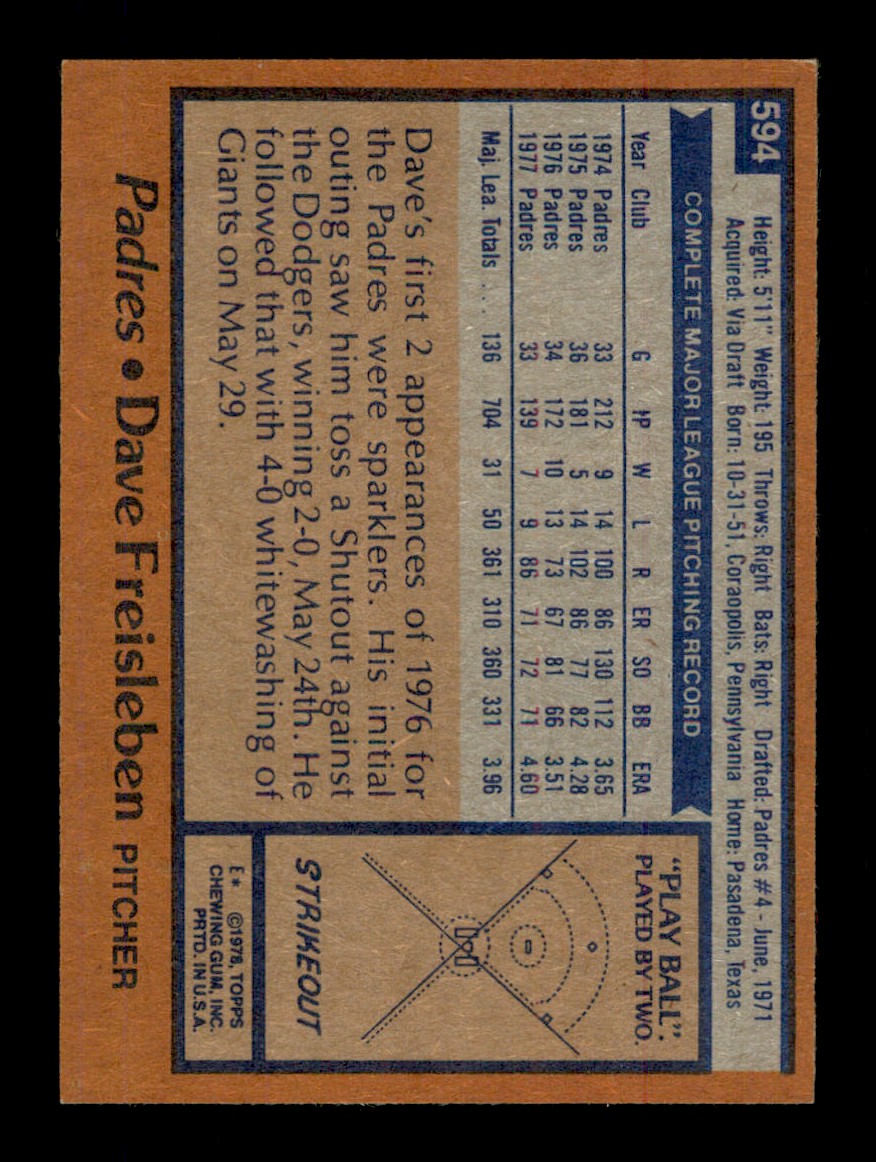 594
Height: 5'11" Weight: 195 Throws: Right Bats: Right Drafted: Padres #4 - June, 1971
Acquired: Via Draft Born: 10-31-51, Coraopolis, Pennsylvania Home: Pasadena, Texas
COMPLETE MAJOR LEAGUE PITCHING RECORD
Year Club G IP W L R ER SO BB ERA
1974 Padres 33 212 9 14 100 86 130 112 3.65
1975 Padres 36 181 5 14 102 86 77 82 4.28
1976 Padres 34 172 10 13 73 67 81 66 3.51
1977 Padres 33 139 7 9 86 71 72 71 4.60
Maj. Lea. Totals . . . 136 704 31 50 361 310 360 331 3.96
Dave's first 2 appearances of 1976 for
the Padres were sparklers. His initial
outing saw him toss a Shutout against
the Dodgers, winning 2-0, May 24th. He
followed that with 4-0 whitewashing of
Giants on May 29.
"PLAY BALL".
PLAYED BY TWO.
STRIKEOUT
E* ©1978, TOPPS
CHEWING GUM, INC.
PRTD. IN U.S.A.
Padres • Dave Freisleben PITCHER